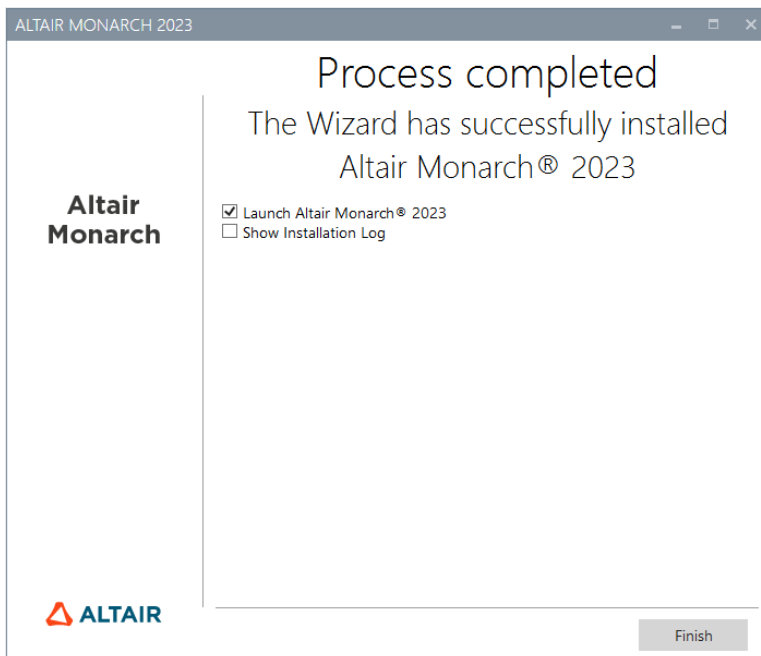 ALTAIR MONARCH 2023
Process completed
The Wizard has successfully installed
Altair Monarch® 2023
Altair
Monarch
Launch Altair Monarch® 2023
Show Installation Log
ALTAIR
Finish